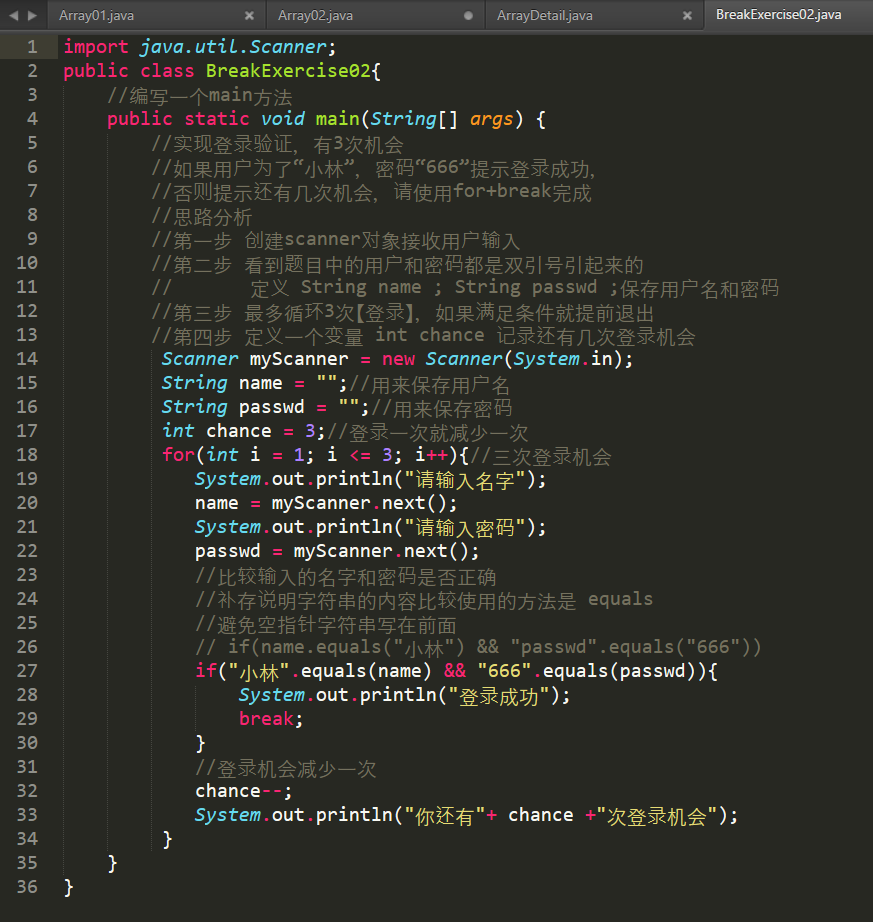 Array01.java Array02.java ArrayDetail.java BreakExercise02.java
1 import java.util.Scanner;
2 public class BreakExercise02{
3 //编写一个main方法
4 public static void main(String[] args) {
5 //实现登录验证，有3次机会
6 //如果用户为了“小林”，密码“666”提示登录成功，
7 //否则提示还有几次机会，请使用for+break完成
8 //思路分析
9 //第一步 创建scanner对象接收用户输入
10 //第二步 看到题目中的用户和密码都是双引号引起来的
11 // 定义 String name ; String passwd ;保存用户名和密码
12 //第三步 最多循环3次【登录】，如果满足条件就提前退出
13 //第四步 定义一个变量 int chance 记录还有几次登录机会
14 Scanner myScanner = new Scanner(System.in);
15 String name = "";//用来保存用户名
16 String passwd = "";//用来保存密码
17 int chance = 3;//登录一次就减少一次
18 for(int i = 1; i <= 3; i++){//三次登录机会
19 System.out.println("请输入名字");
20 name = myScanner.next();
21 System.out.println("请输入密码");
22 passwd = myScanner.next();
23 //比较输入的名字和密码是否正确
24 //补存说明字符串的内容比较使用的方法是 equals
25 //避免空指针字符串写在前面
26 // if(name.equals("小林") && "passwd".equals("666"))
27 if("小林".equals(name) && "666".equals(passwd)){
28 System.out.println("登录成功");
29 break;
30 }
31 //登录机会减少一次
32 chance--;
33 System.out.println("你还有"+ chance +"次登录机会");
34 }
35 }
36 }